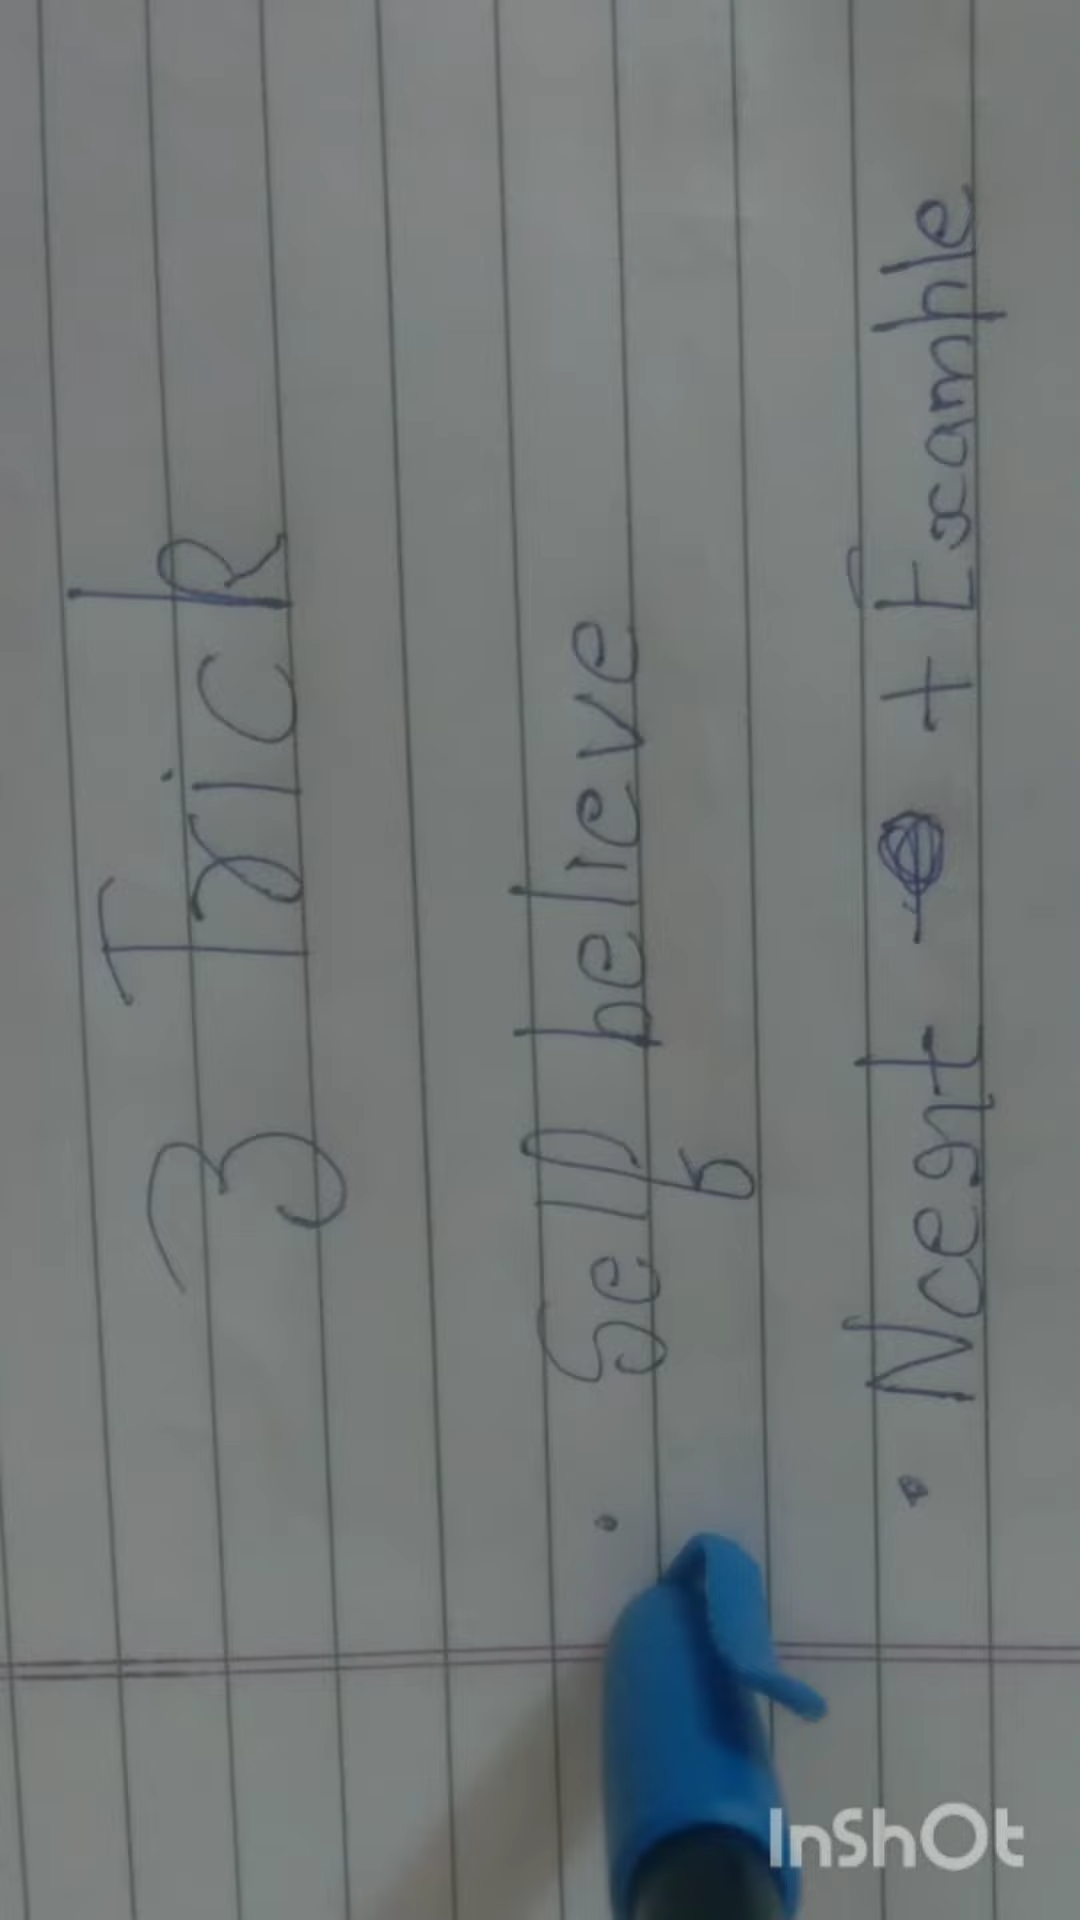 3 Trick
• Self believe
• Ncert + Example
InShOt